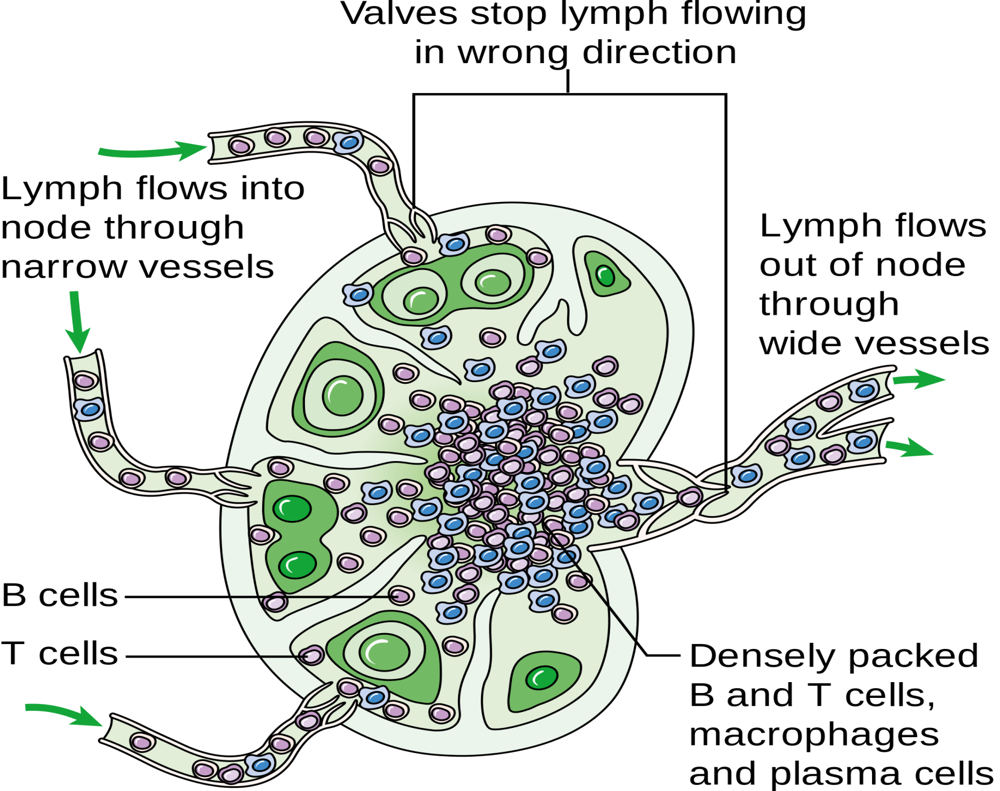 Valves stop lymph flowing
in wrong direction
Lymph flows into
node through
narrow vessels
Lymph flows
out of node
through
wide vessels
B cells
T cells
Densely packed
B and T cells,
macrophages
and plasma cells